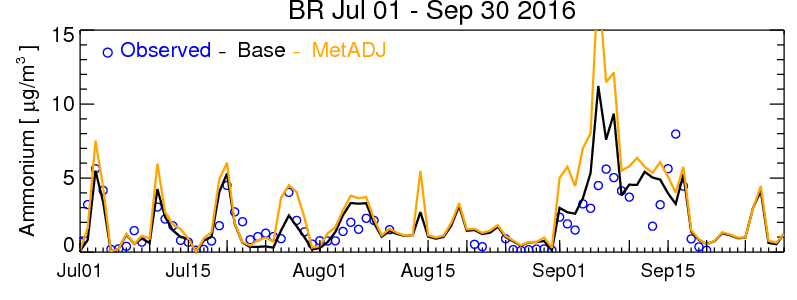 BR Jul 01 - Sep 30 2016
15
Observed - Base - MetADJ
10
Ammonium [ µg/m³ ]
5
0
Jul01 Jul15 Aug01 Aug15 Sep01 Sep15